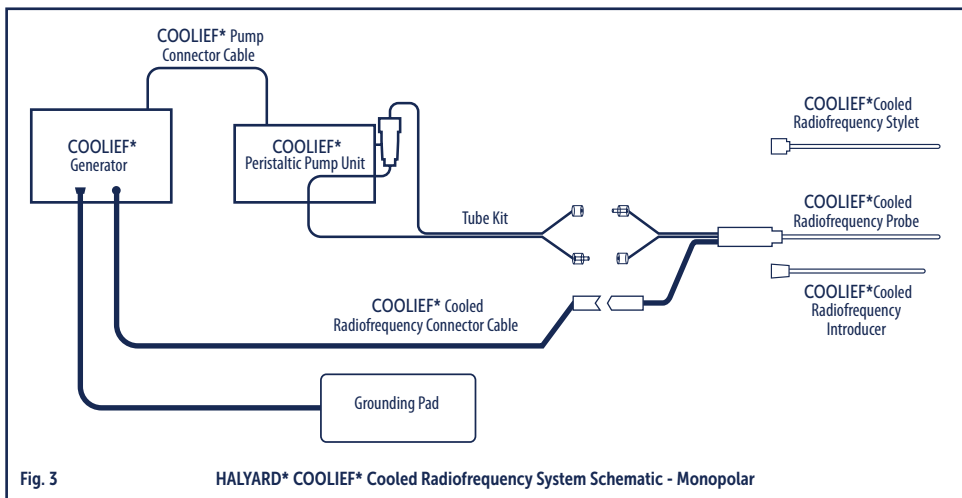 COOLIEF* Pump
Connector Cable
COOLIEF*
Generator
COOLIEF*
Peristaltic Pump Unit
Tube Kit
COOLIEF*Cooled
Radiofrequency Stylet
COOLIEF*Cooled
Radiofrequency Probe
COOLIEF*Cooled
Radiofrequency
Introducer
COOLIEF* Cooled
Radiofrequency Connector Cable
Grounding Pad
Fig. 3
HALYARD* COOLIEF* Cooled Radiofrequency System Schematic - Monopolar